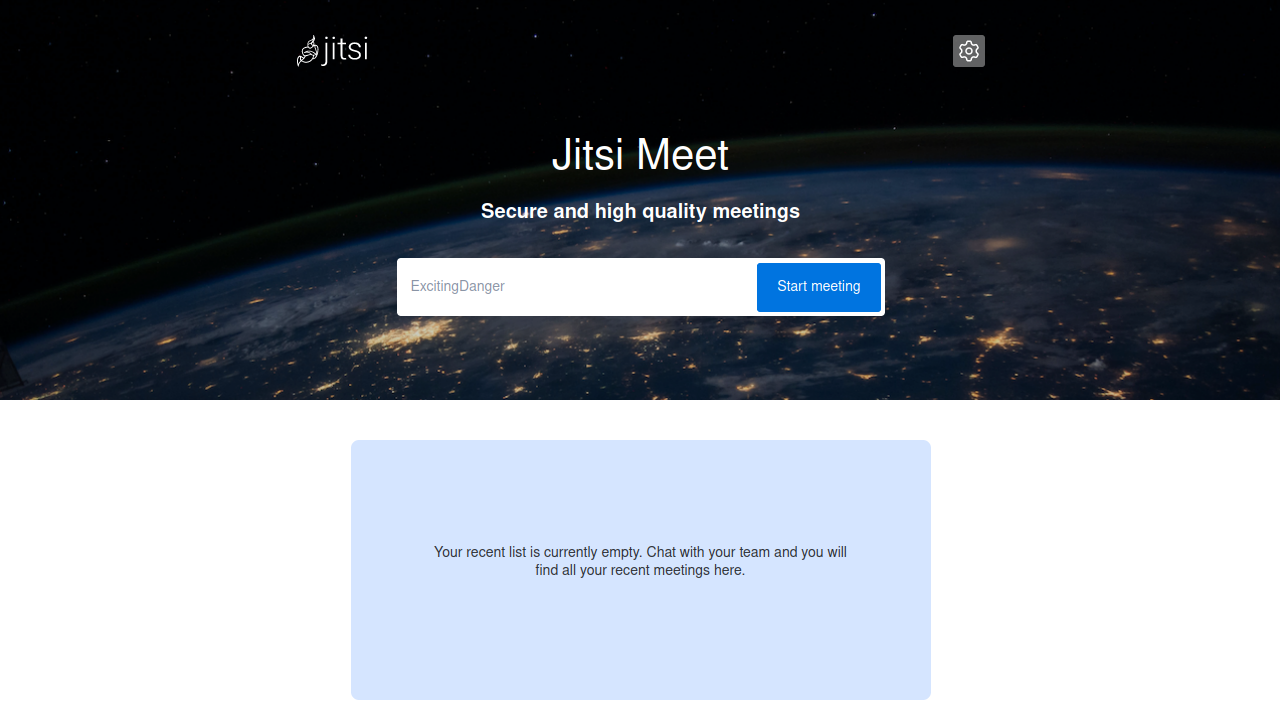 jitsi
Jitsi Meet
Secure and high quality meetings
ExcitingDanger
Start meeting
Your recent list is currently empty. Chat with your team and you will
find all your recent meetings here.